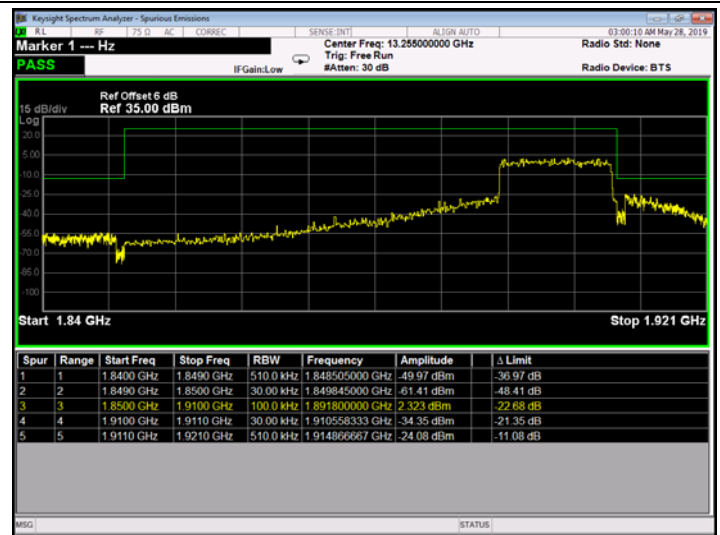 Keysight Spectrum Analyzer - Spurious Emissions
RL RF 75 Ω AC CORREC SENSE:INT ALIGN AUTO 03:00:10 AM May 28, 2019
Marker 1 --- Hz Center Freq: 13.255000000 GHz Radio Std: None
Trig: Free Run
PASS IFGain:Low #Atten: 30 dB Radio Device: BTS
Ref Offset 6 dB
15 dB/div Ref 35.00 dBm
Log
20.0
5.00
-10.0
-25.0
-40.0
-55.0
-70.0
-85.0
-100
Start 1.84 GHz Stop 1.921 GHz
Spur Range Start Freq Stop Freq RBW Frequency Amplitude Δ Limit
1 1 1.8400 GHz 1.8490 GHz 510.0 kHz 1.848505000 GHz -49.97 dBm -36.97 dB
2 2 1.8490 GHz 1.8500 GHz 30.00 kHz 1.849845000 GHz -61.41 dBm -48.41 dB
3 3 1.8500 GHz 1.9100 GHz 100.0 kHz 1.891800000 GHz 2.323 dBm -22.68 dB
4 4 1.9100 GHz 1.9110 GHz 30.00 kHz 1.910558333 GHz -34.35 dBm -21.35 dB
5 5 1.9110 GHz 1.9210 GHz 510.0 kHz 1.914866667 GHz -24.08 dBm -11.08 dB
MSG STATUS